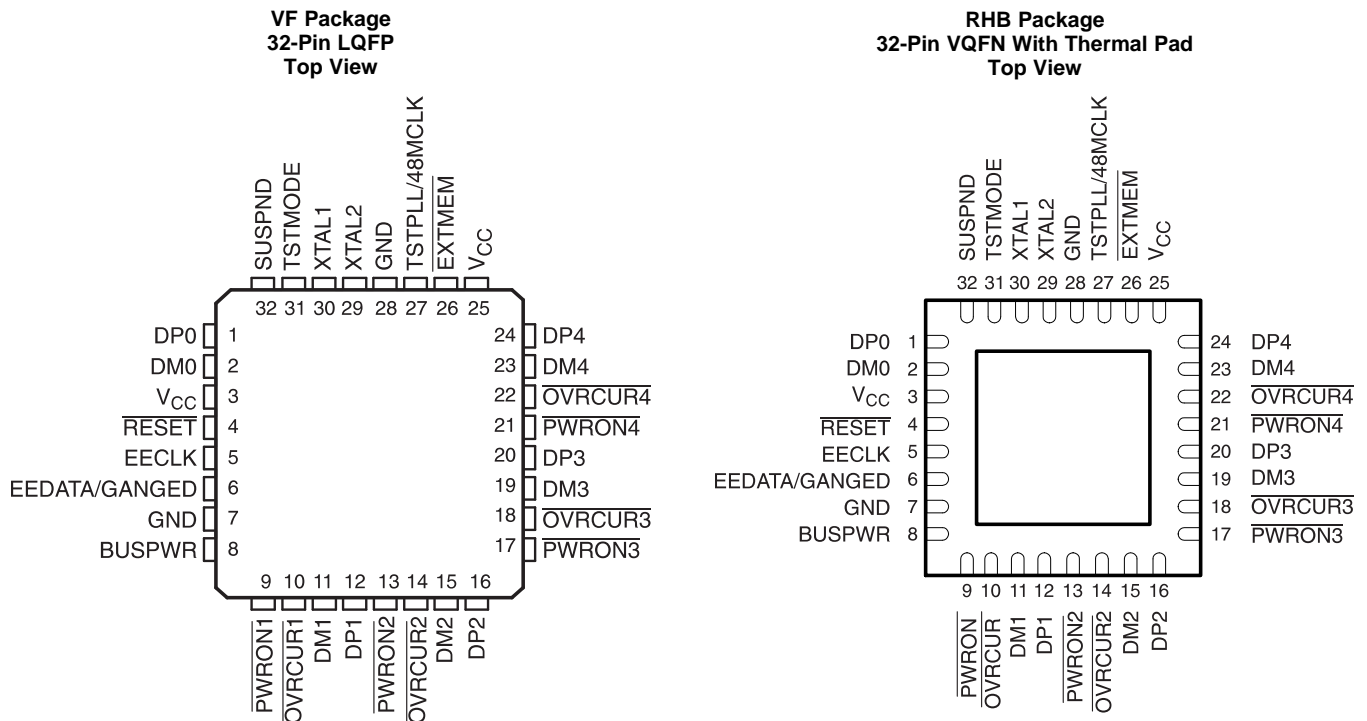 VF Package
32-Pin LQFP
Top View
SUSPND
TSTMODE
XTAL1
XTAL2
GND
TSTPLL/48MCLK
EXTMEM
VCC
32 31 30 29 28 27 26 25
DP0 1
DM0 2
VCC 3
RESET 4
EECLK 5
EEDATA/GANGED 6
GND 7
BUSPWR 8
24 DP4
23 DM4
22 OVRCUR4
21 PWRON4
20 DP3
19 DM3
18 OVRCUR3
17 PWRON3
9 10 11 12 13 14 15 16
PWRON1
OVRCUR1
DM1
DP1
PWRON2
OVRCUR2
DM2
DP2
RHB Package
32-Pin VQFN With Thermal Pad
Top View
SUSPND
TSTMODE
XTAL1
XTAL2
GND
TSTPLL/48MCLK
EXTMEM
VCC
32 31 30 29 28 27 26 25
DP0 1
DM0 2
VCC 3
RESET 4
EECLK 5
EEDATA/GANGED 6
GND 7
BUSPWR 8
24 DP4
23 DM4
22 OVRCUR4
21 PWRON4
20 DP3
19 DM3
18 OVRCUR3
17 PWRON3
9 10 11 12 13 14 15 16
PWRON
OVRCUR
DM1
DP1
PWRON2
OVRCUR2
DM2
DP2